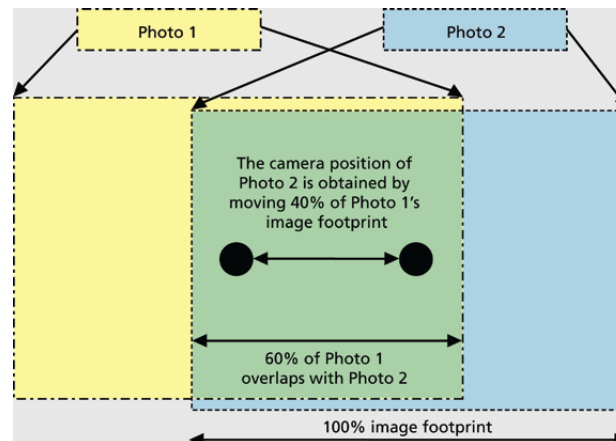 Photo 1
Photo 2
The camera position of
Photo 2 is obtained by
moving 40% of Photo 1's
image footprint
60% of Photo 1
overlaps with Photo 2
100% image footprint